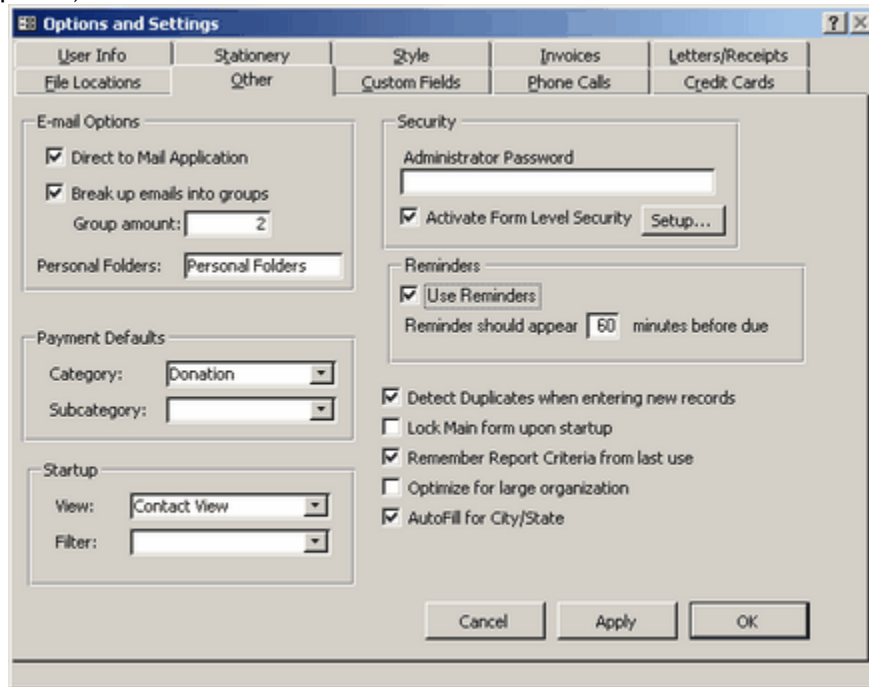 Options and Settings
User Info Stationery Style Invoices Letters/Receipts
File Locations Other Custom Fields Phone Calls Credit Cards
E-mail Options
Direct to Mail Application
Break up emails into groups
Group amount: 2
Personal Folders: Personal Folders
Payment Defaults
Category: Donation
Subcategory:
Startup
View: Contact View
Filter:
Security
Administrator Password
Activate Form Level Security Setup...
Reminders
Use Reminders
Reminder should appear 60 minutes before due
Detect Duplicates when entering new records
Lock Main form upon startup
Remember Report Criteria from last use
Optimize for large organization
AutoFill for City/State
Cancel Apply OK